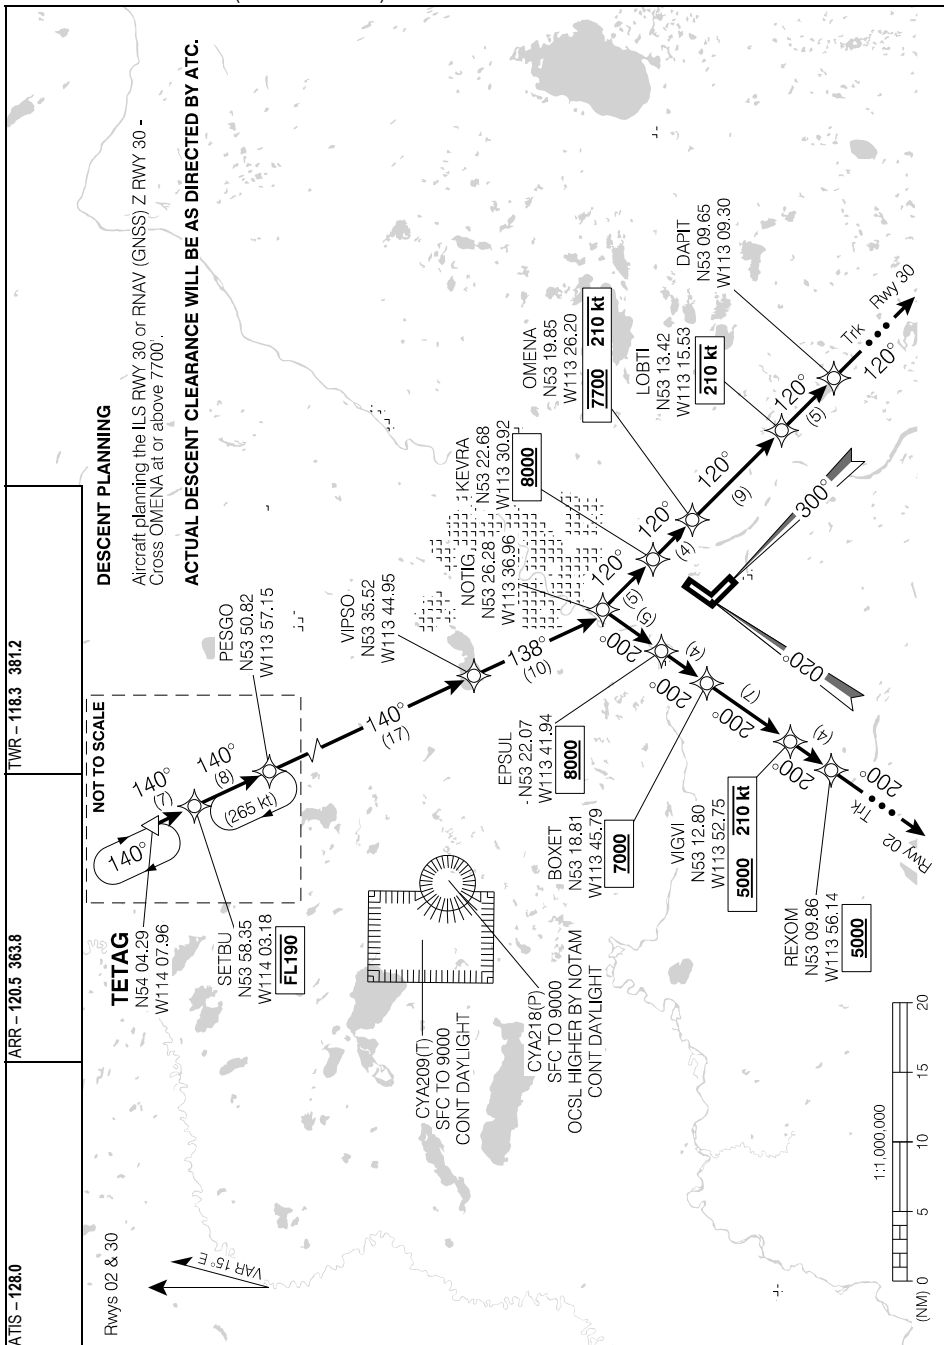 ATIS – 128.0
ARR – 120.5 363.8
TWR – 118.3 381.2
Rwys 02 & 30
VAR 15° E
DESCENT PLANNING
Aircraft planning the ILS RWY 30 or RNAV (GNSS) Z RWY 30 -
Cross OMENA at or above 7700'.
ACTUAL DESCENT CLEARANCE WILL BE AS DIRECTED BY ATC.
NOT TO SCALE
TETAG
N54 04.29
W114 07.96
140°
140°
(7)
SETBU
N53 58.35
W114 03.18
FL190
140°
(8)
(265 kt)
PESGO
N53 50.82
W113 57.15
140°
(17)
VIPSO
N53 35.52
W113 44.95
138°
(10)
NOTIG
N53 26.28
W113 36.96
120°
(5)
KEVRA
N53 22.68
W113 30.92
8000
120°
(4)
OMENA
N53 19.85
W113 26.20
7700 210 kt
120°
(9)
LOBTI
N53 13.42
W113 15.53
210 kt
120°
(5)
DAPIT
N53 09.65
W113 09.30
Trk
120°
Rwy 30
200°
(5)
EPSUL
N53 22.07
W113 41.94
8000
200°
(4)
BOXET
N53 18.81
W113 45.79
7000
200°
(7)
VIGVI
N53 12.80
W113 52.75
5000 210 kt
200°
(4)
REXOM
N53 09.86
W113 56.14
5000
200°
Trk
Rwy 02
300°
020°
CYA209(T)
SFC TO 9000
CONT DAYLIGHT
CYA218(P)
SFC TO 9000
OCSL HIGHER BY NOTAM
CONT DAYLIGHT
1:1,000,000
(NM) 0 5 10 15 20